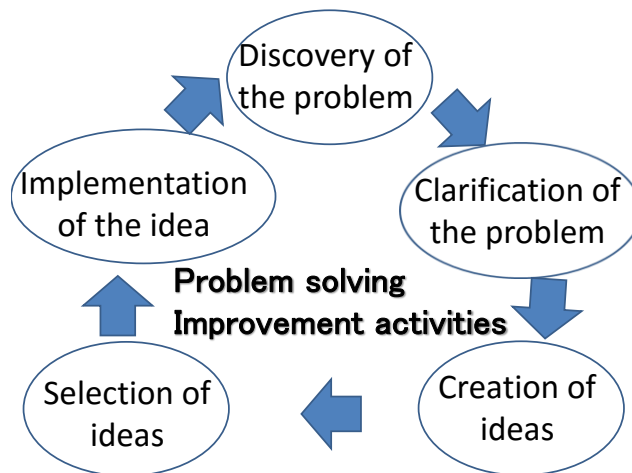 Discovery of
the problem
Clarification of
the problem
Creation of
ideas
Selection of
ideas
Implementation
of the idea
Problem solving
Improvement activities